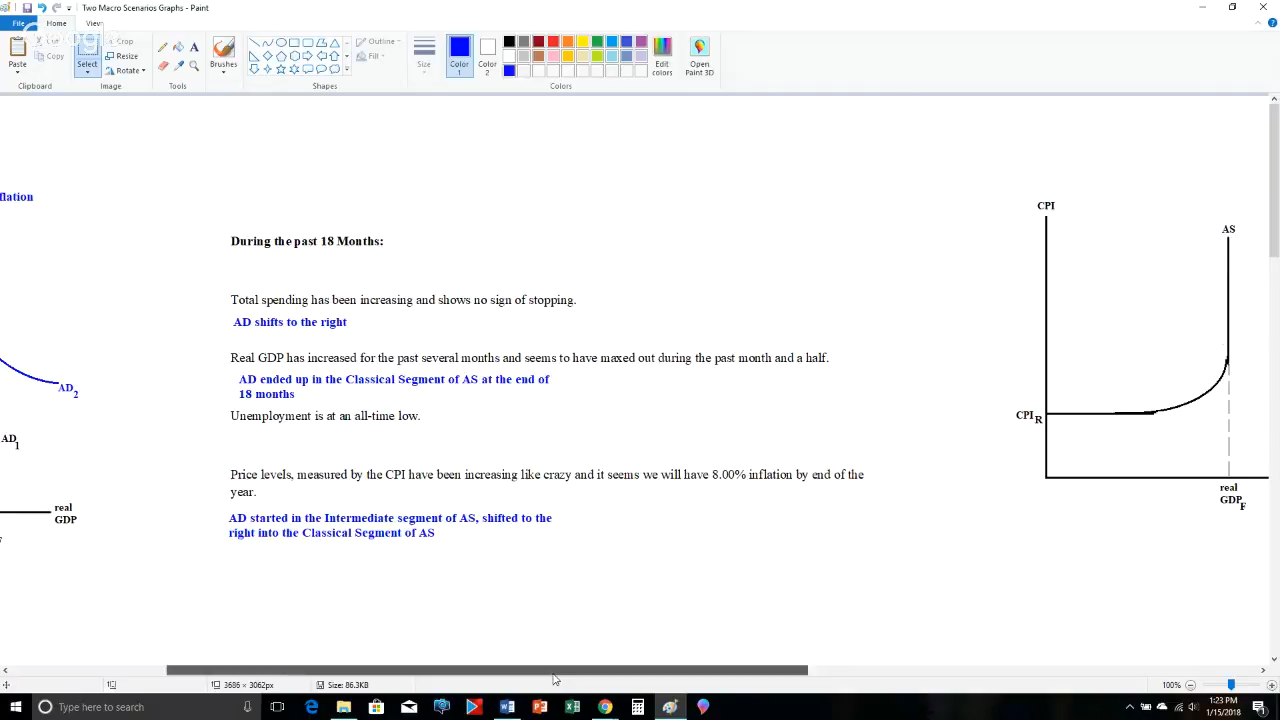 Two Macro Scenarios Graphs - Paint
File Home View
Paste
Cut
Copy
Clipboard
Select
Crop
Resize
Rotate
Image
Tools
Brushes
Outline
Fill
Shapes
Size
Color 1
Color 2
Edit colors
Open Paint 3D
Colors
flation
During the past 18 Months:
Total spending has been increasing and shows no sign of stopping.
AD shifts to the right
Real GDP has increased for the past several months and seems to have maxed out during the past month and a half.
AD ended up in the Classical Segment of AS at the end of
18 months
Unemployment is at an all-time low.
Price levels, measured by the CPI have been increasing like crazy and it seems we will have 8.00% inflation by end of the
year.
AD started in the Intermediate segment of AS, shifted to the
right into the Classical Segment of AS
AD2
AD1
real
GDP
F
CPI
AS
CPIR
real
GDPF
3686 × 3062px
Size: 86.3KB
100%
Type here to search
1:23 PM
1/15/2018